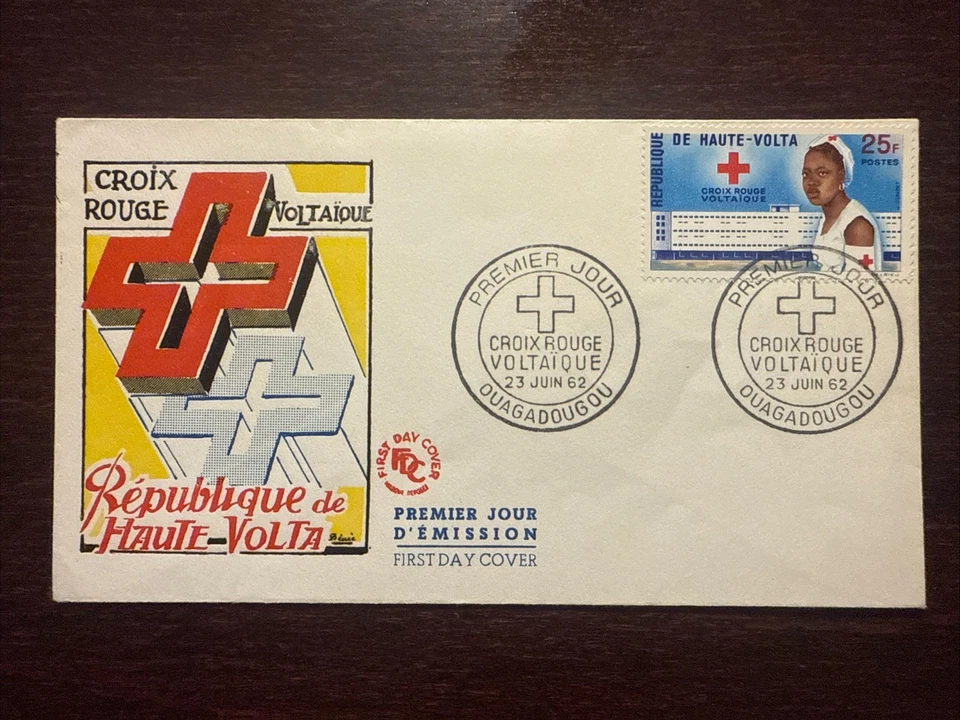 CROIX
ROUGE VOLTAÏQUE
République de
HAUTE-VOLTA
FIRST DAY COVER
FDC
PREMIER JOUR
D'ÉMISSION
FIRST DAY COVER
PREMIER JOUR
CROIX ROUGE
VOLTAÏQUE
23 JUIN 62
OUAGADOUGOU
RÉPUBLIQUE
DE HAUTE-VOLTA
25F
POSTES
CROIX ROUGE
VOLTAIQUE
PREMIER JOUR
CROIX ROUGE
VOLTAÏQUE
23 JUIN 62
OUAGADOUGOU